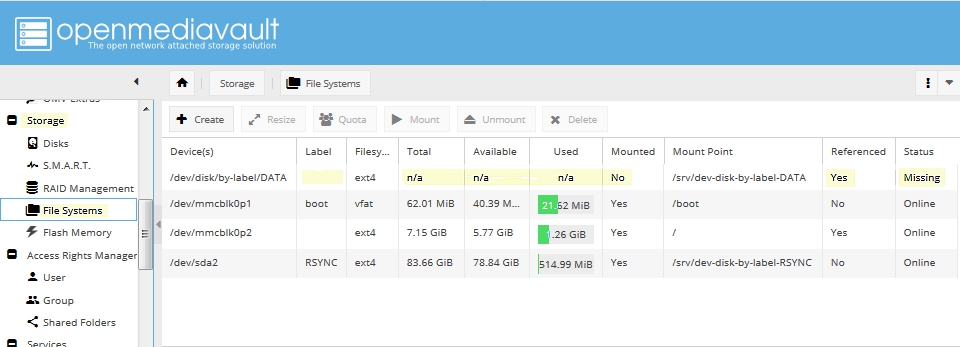 openmediavault
The open network attached storage solution
Storage File Systems
OMV-Extras
Storage
Disks
S.M.A.R.T.
RAID Management
File Systems
Flash Memory
Access Rights Manager
User
Group
Shared Folders
Services
Create Resize Quota Mount Unmount Delete
Device(s) Label Filesy... Total Available Used Mounted Mount Point Referenced Status
/dev/disk/by-label/DATA ext4 n/a n/a n/a No /srv/dev-disk-by-label-DATA Yes Missing
/dev/mmcblk0p1 boot vfat 62.01 MiB 40.39 M... 21.62 MiB Yes /boot No Online
/dev/mmcblk0p2 ext4 7.15 GiB 5.77 GiB 1.26 GiB Yes / No Online
/dev/sda2 RSYNC ext4 83.66 GiB 78.84 GiB 514.99 MiB Yes /srv/dev-disk-by-label-RSYNC No Online